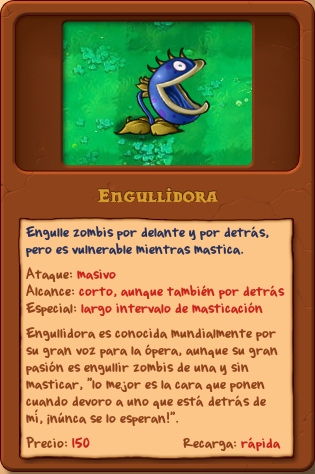 Engullidora
Engulle zombis por delante y por detrás,
pero es vulnerable mientras mastica.
Ataque: masivo
Alcance: corto, aunque también por detrás
Especial: largo intervalo de masticación
Engullidora es conocida mundialmente por
su gran voz para la ópera, aunque su gran
pasión es engullir zombis de una y sin
masticar, "lo mejor es la cara que ponen
cuando devoro a uno que está detrás de
mí, ¡núnca se lo esperan!".
Precio: 150 Recarga: rápida